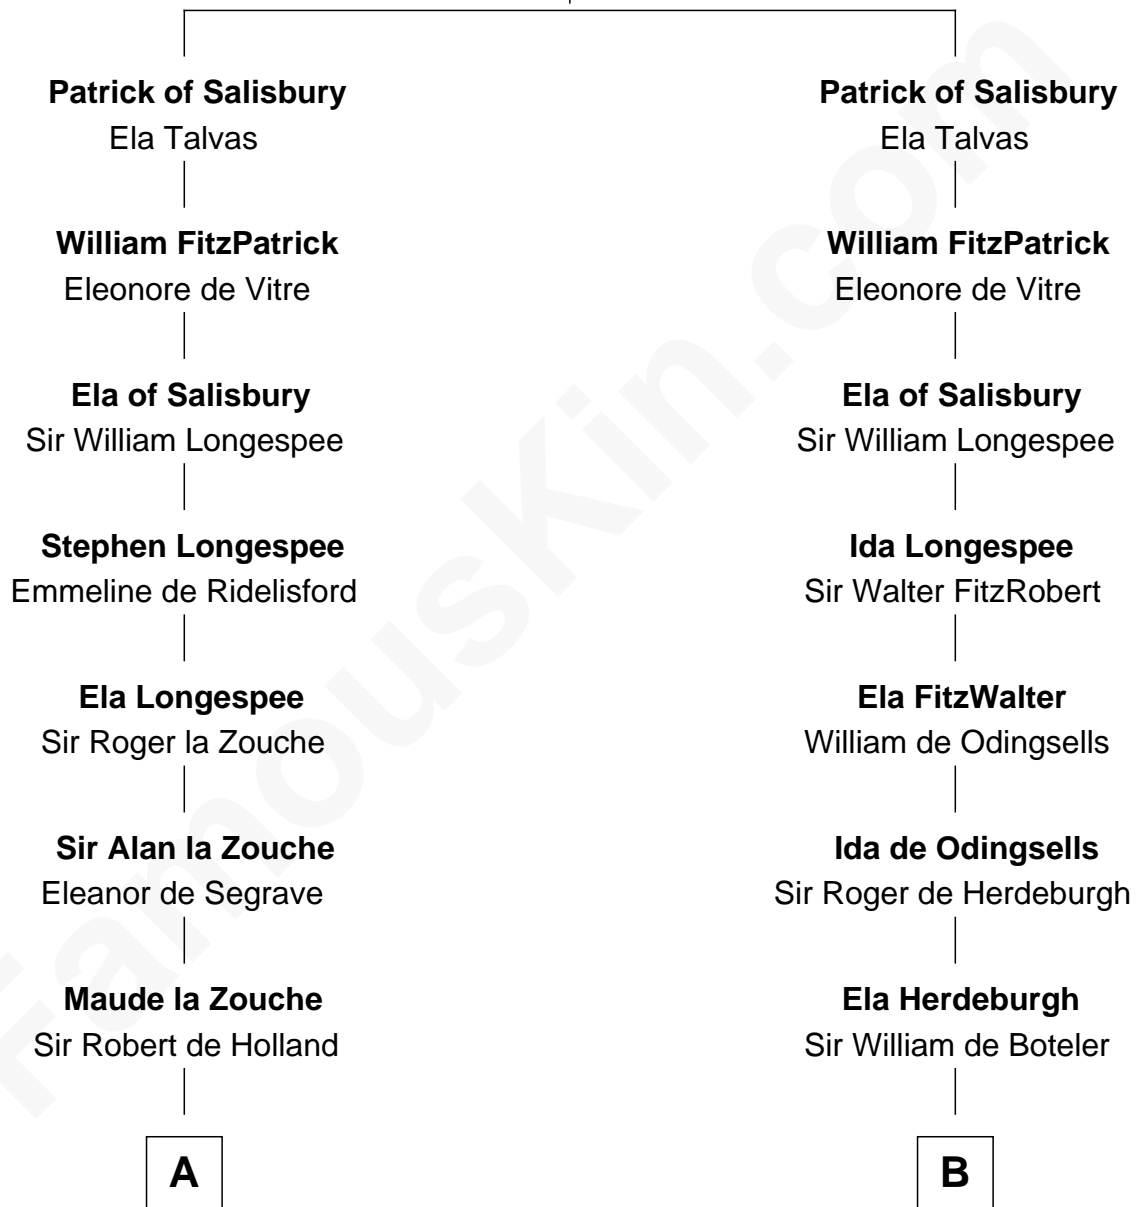 Patrick of Salisbury
Ela Talvas
William FitzPatrick
Eleonore de Vitre
Ela of Salisbury
Sir William Longespee
Stephen Longespee
Emmeline de Ridelisford
Ela Longespee
Sir Roger la Zouche
Sir Alan la Zouche
Eleanor de Segrave
Maude la Zouche
Sir Robert de Holland
A
Patrick of Salisbury
Ela Talvas
William FitzPatrick
Eleonore de Vitre
Ela of Salisbury
Sir William Longespee
Ida Longespee
Sir Walter FitzRobert
Ela FitzWalter
William de Odingsells
Ida de Odingsells
Sir Roger de Herdeburgh
Ela Herdeburgh
Sir William de Boteler
B
FamousKin.com